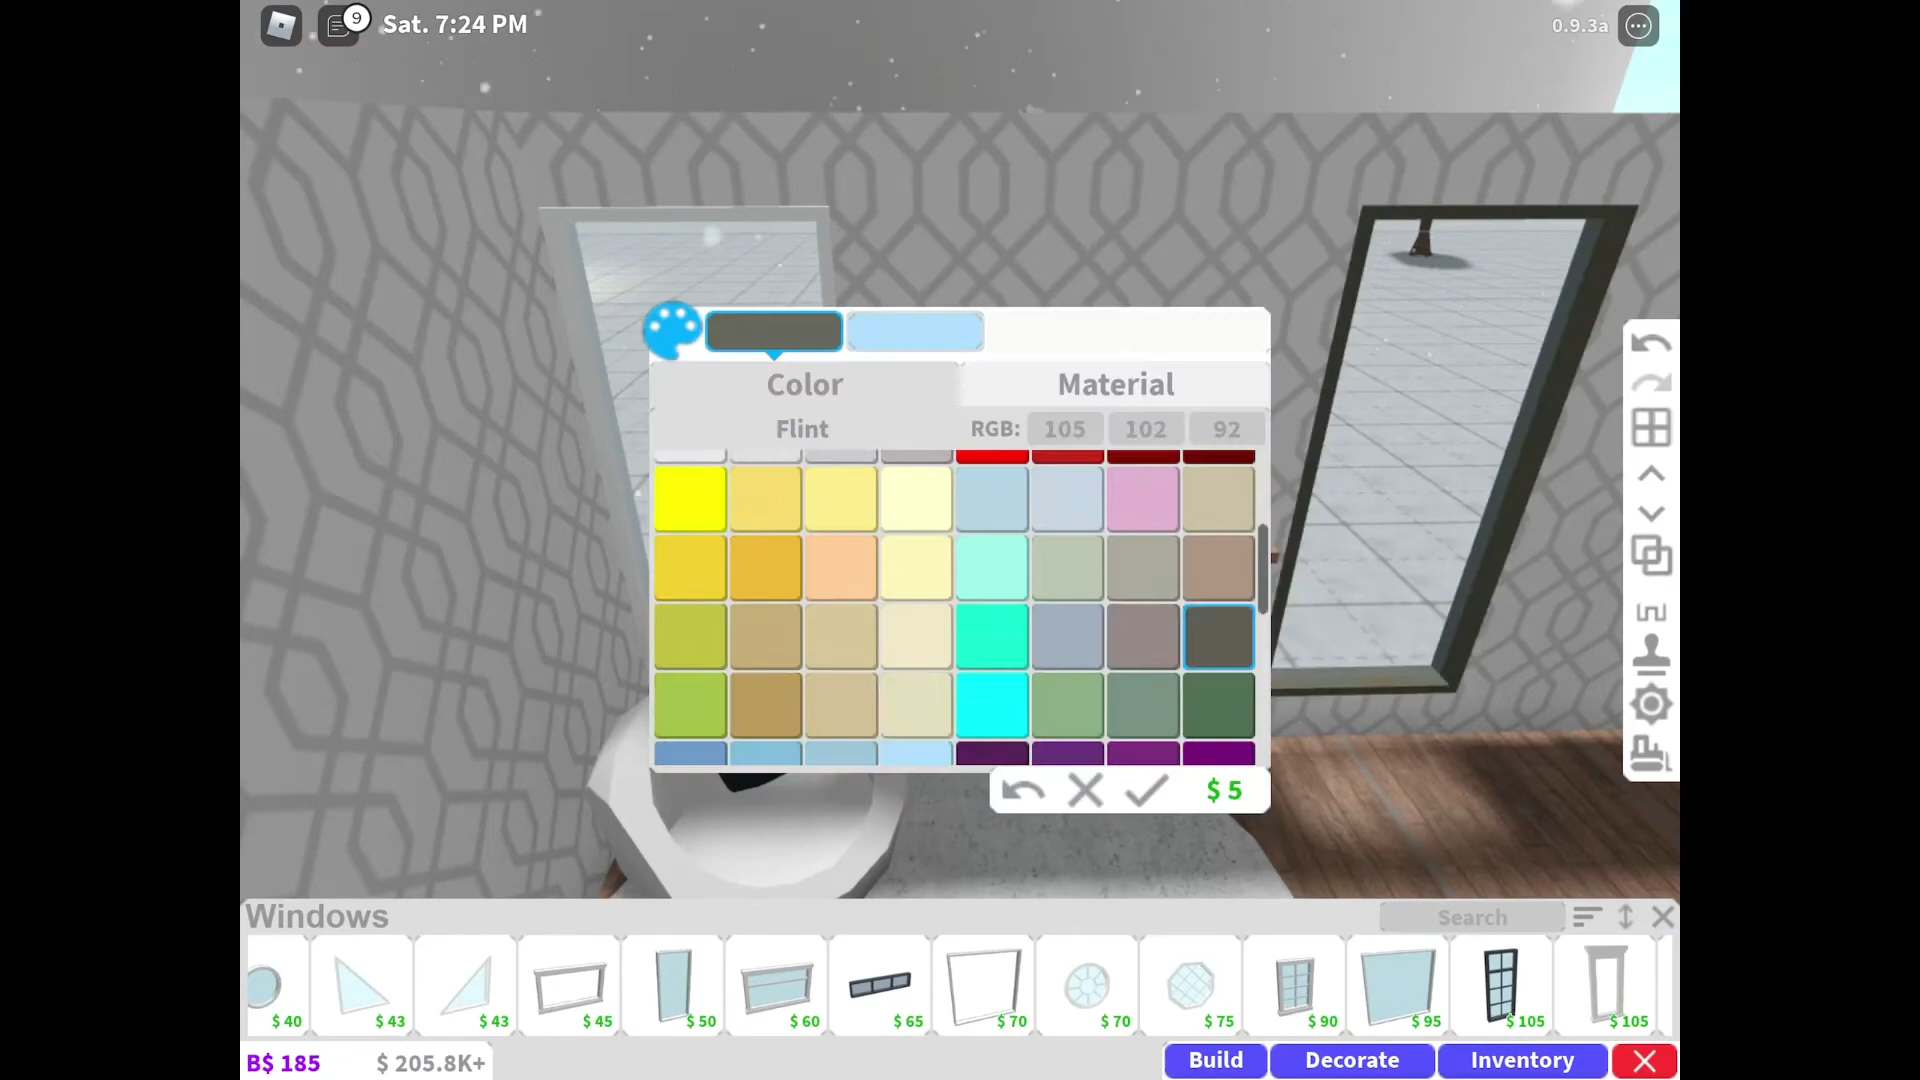 9
Sat. 7:24 PM
0.9.3a
Color
Material
Flint
RGB: 105 102 92
$ 5
Windows
Search
$ 40
$ 43
$ 43
$ 45
$ 50
$ 60
$ 65
$ 70
$ 70
$ 75
$ 90
$ 95
$ 105
$ 105
B$ 185
$ 205.8K+
Build
Decorate
Inventory